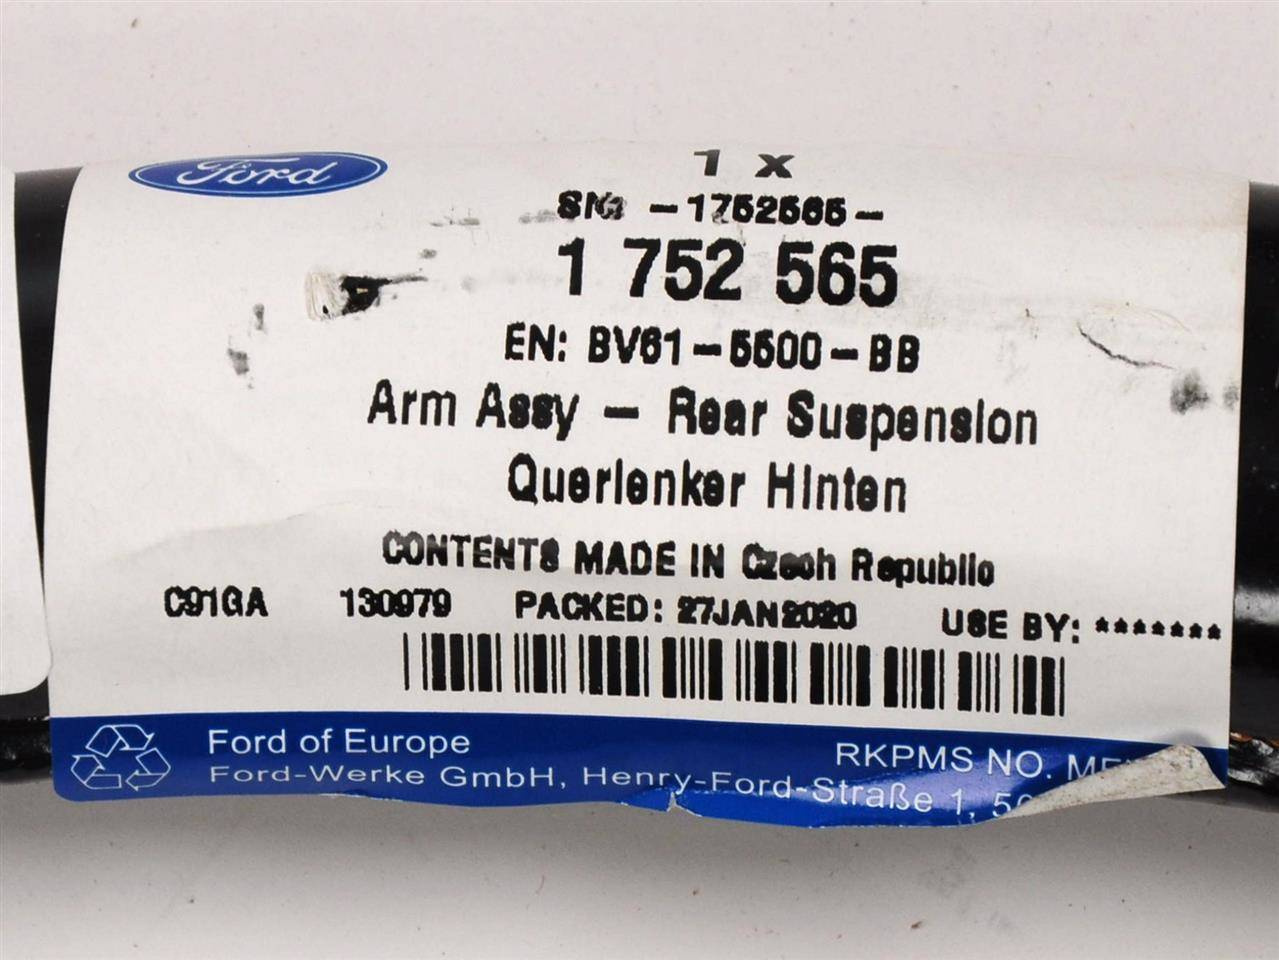 Ford
1 x
-1752565-
1 752 565
EN: BV61-5500-BB
Arm Assy - Rear Suspension
Querlenker Hinten
CONTENTS MADE IN Czech Republic
C91GA 130979 PACKED: 27JAN2020 USE BY: *******
Ford of Europe
RKPMS NO.
Ford-Werke GmbH, Henry-Ford-Straße 1,